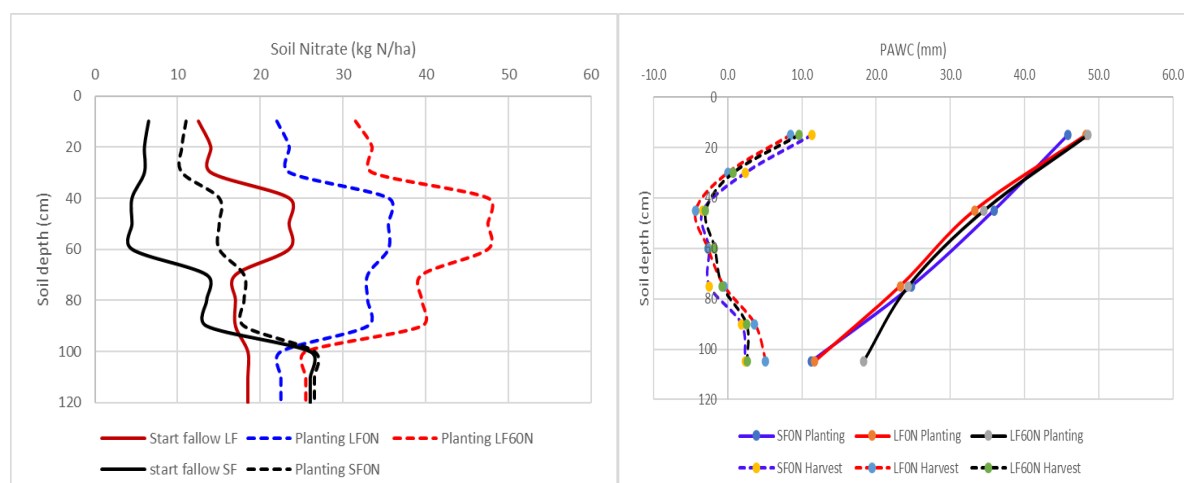 Soil Nitrate (kg N/ha)
0 10 20 30 40 50 60
0
20
40
60
80
100
120
Soil depth (cm)
Start fallow LF Planting LF0N Planting LF60N
start fallow SF Planting SF0N
PAWC (mm)
-10.0 0.0 10.0 20.0 30.0 40.0 50.0 60.0
0
20
40
60
80
100
120
Soil depth (cm)
SF0N Planting LF0N Planting LF60N Planting
SF0N Harvest LF0N Harvest LF60N Harvest